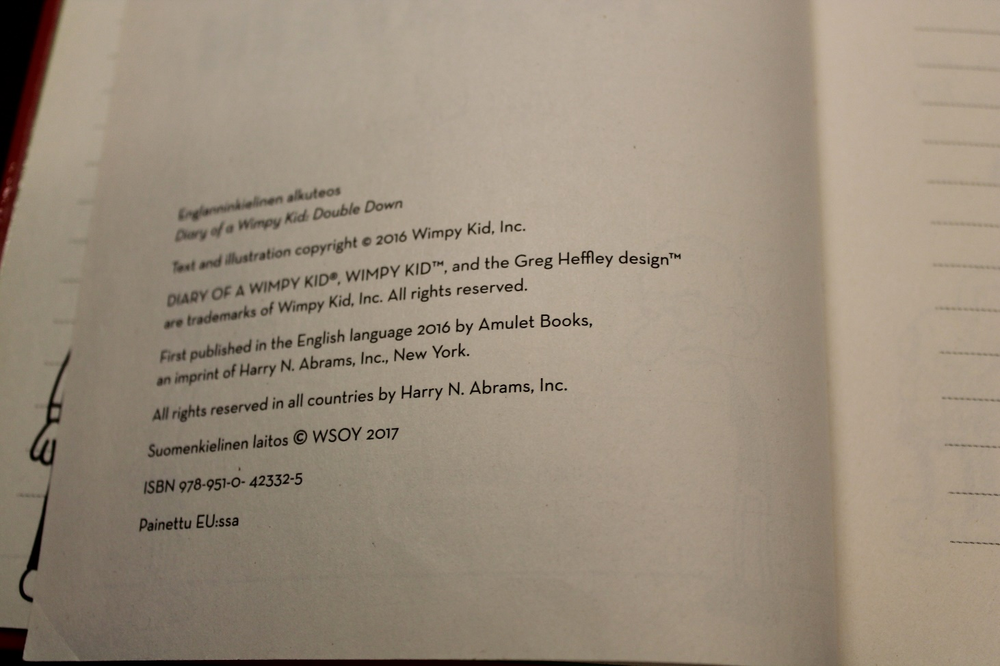 Englanninkielinen alkuteos
Diary of a Wimpy Kid: Double Down
Text and illustration copyright © 2016 Wimpy Kid, Inc.
DIARY OF A WIMPY KID®, WIMPY KID™, and the Greg Heffley design™
are trademarks of Wimpy Kid, Inc. All rights reserved.
First published in the English language 2016 by Amulet Books,
an imprint of Harry N. Abrams, Inc., New York.
All rights reserved in all countries by Harry N. Abrams, Inc.
Suomenkielinen laitos © WSOY 2017
ISBN 978-951-0- 42332-5
Painettu EU:ssa